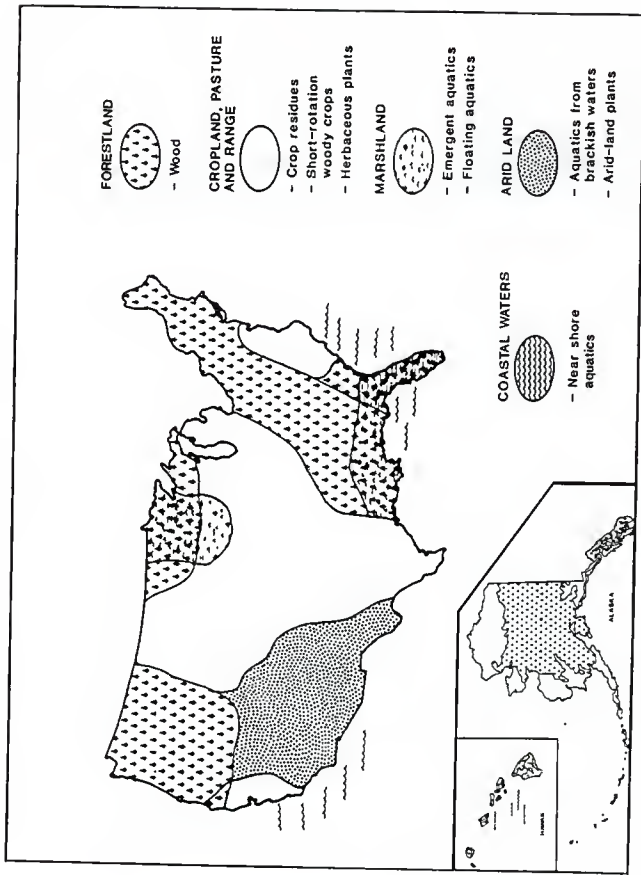 FORESTLAND
- Wood
CROPLAND, PASTURE
AND RANGE
- Crop residues
- Short-rotation
woody crops
- Herbaceous plants
MARSHLAND
- Emergent aquatics
- Floating aquatics
ARID LAND
- Aquatics from
brackish waters
- Arid-land plants
COASTAL WATERS
- Near shore
aquatics
HAWAII
ALASKA